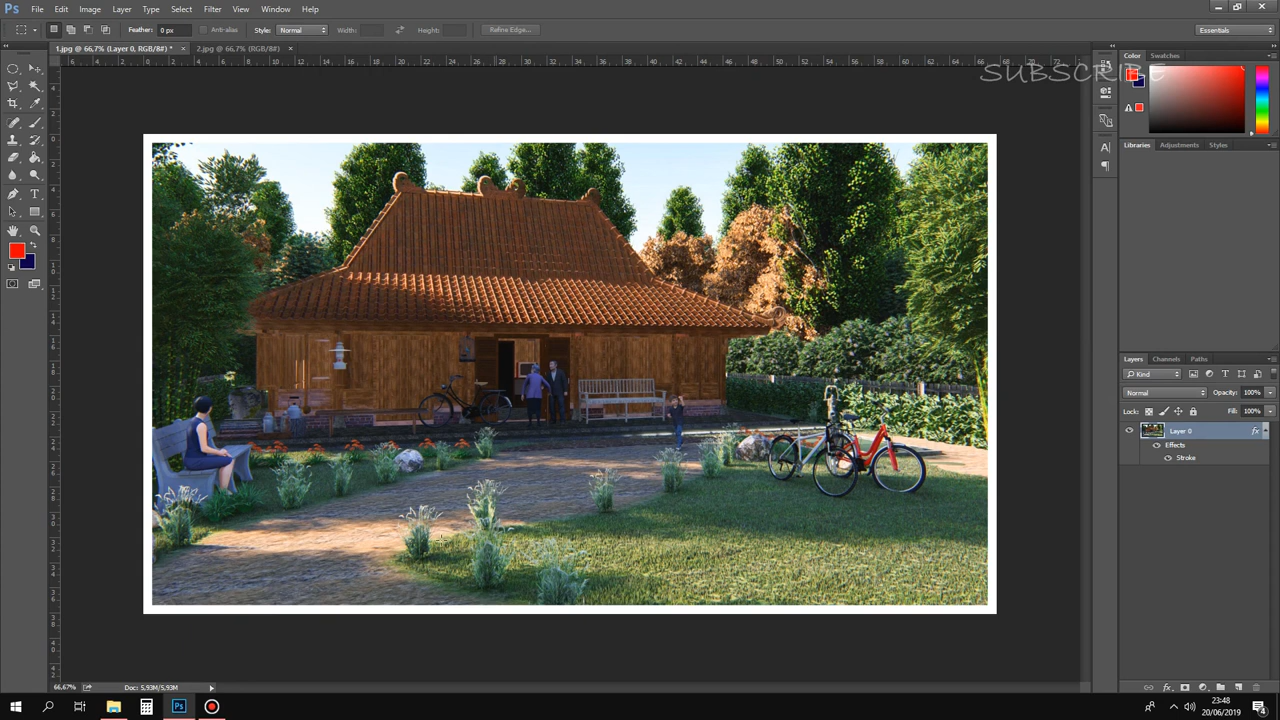 Ps File Edit Image Layer Type Select Filter View Window Help
Feather: 0 px Anti-alias Style: Normal Width: Height: Refine Edge... Essentials
1.jpg @ 66,7% (Layer 0, RGB/8#) * × 2.jpg @ 66,7% (RGB/8#) ×
SUBSCRIBE
Color Swatches
Libraries Adjustments Styles
Layers Channels Paths
Kind
Normal Opacity: 100%
Lock: Fill: 100%
Layer 0 fx
Effects
Stroke
66,67% Doc: 5,93M/5,93M
Ps
23:48
20/06/2019
4